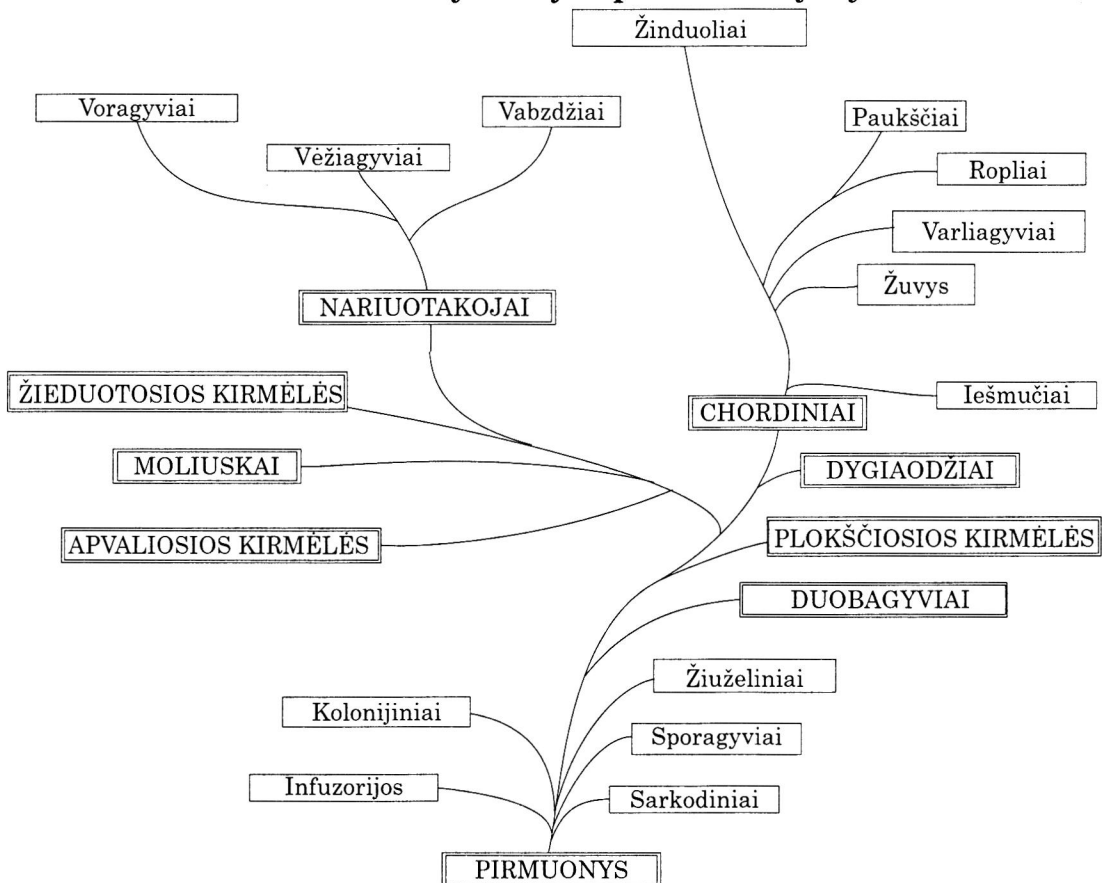 Žinduoliai
Voragyviai
Vabzdžiai
Paukščiai
Vėžiagyviai
Ropliai
Varliagyviai
Žuvys
NARIUOTAKOJAI
ŽIEDUOTOSIOS KIRMĖLĖS
Iešmučiai
CHORDINIAI
MOLIUSKAI
DYGIAODŽIAI
APVALIOSIOS KIRMĖLĖS
PLOKŠČIOSIOS KIRMĖLĖS
DUOBAGYVIAI
Žiuželiniai
Kolonijiniai
Sporagyviai
Infuzorijos
Sarkodiniai
PIRMUONYS